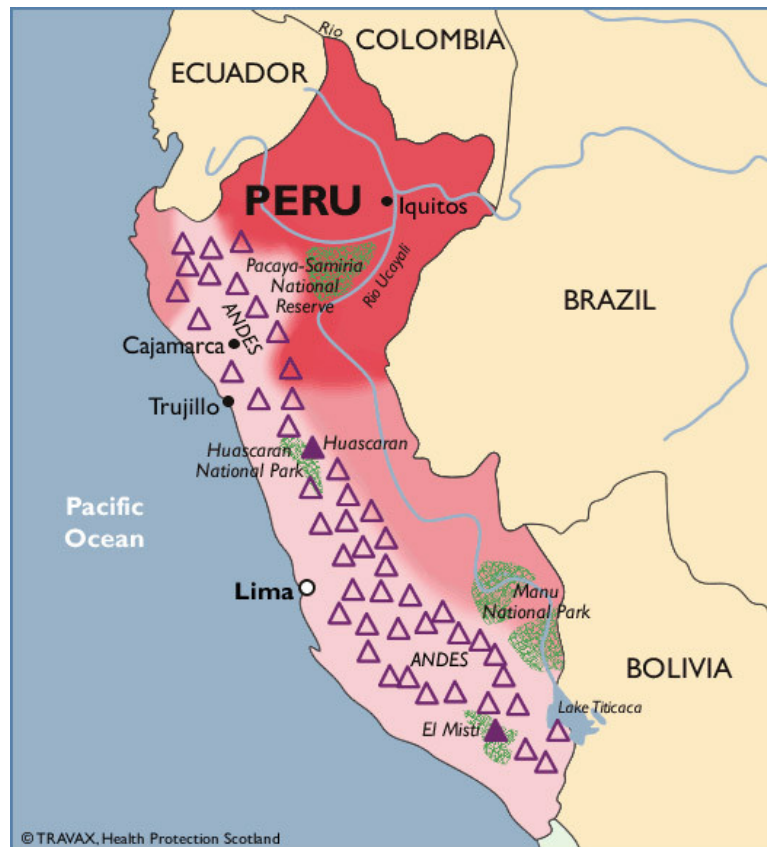 Rio
COLOMBIA
ECUADOR
PERU
Iquitos
Pacaya-Samiria
National
Reserve
Rio Ucayali
BRAZIL
ANDES
Cajamarca
Trujillo
Huascaran
National Park
Huascaran
Pacific
Ocean
Lima
Manu
National Park
ANDES
BOLIVIA
Lake Titicaca
El Misti
© TRAVAX, Health Protection Scotland